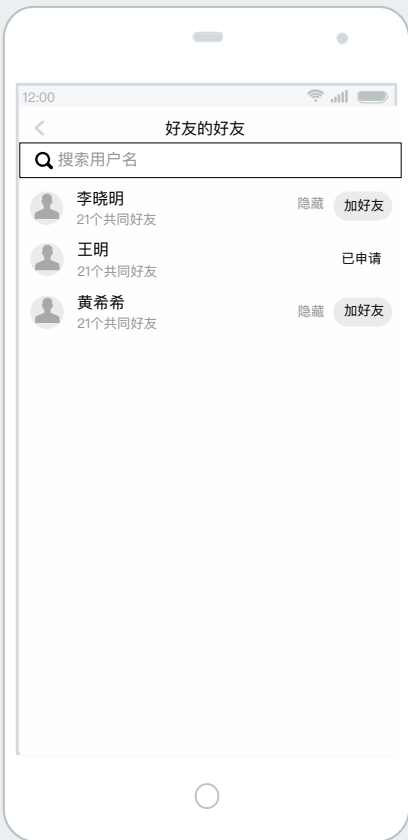 12:00
好友的好友
搜索用户名
李晓明
21个共同好友
隐藏 加好友
王明
21个共同好友
已申请
黄希希
21个共同好友
隐藏 加好友